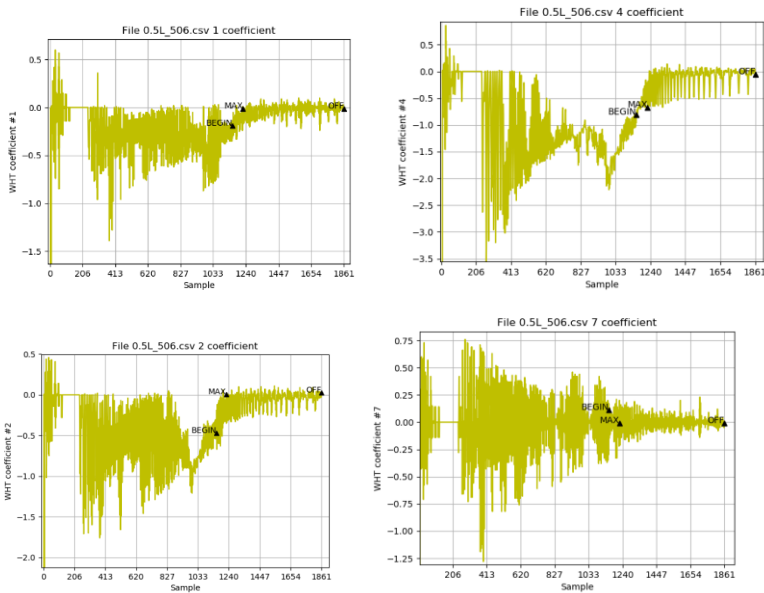 File 0.5L_506.csv 1 coefficient
0.5
0.0
−0.5
−1.0
−1.5
WHT coefficient #1
MAX
BEGIN
OFF
0 206 413 620 827 1033 1240 1447 1654 1861
Sample
File 0.5L_506.csv 4 coefficient
0.5
0.0
−0.5
−1.0
−1.5
−2.0
−2.5
−3.0
−3.5
WHT coefficient #4
OFF
MAX
BEGIN
0 206 413 620 827 1033 1240 1447 1654 1861
Sample
File 0.5L_506.csv 2 coefficient
0.5
0.0
−0.5
−1.0
−1.5
−2.0
WHT coefficient #2
MAX
OFF
BEGIN
0 206 413 620 827 1033 1240 1447 1654 1861
Sample
File 0.5L_506.csv 7 coefficient
0.75
0.50
0.25
0.00
−0.25
−0.50
−0.75
−1.00
−1.25
WHT coefficient #7
BEGIN
MAX
OFF
206 413 620 827 1033 1240 1447 1654 1861
Sample